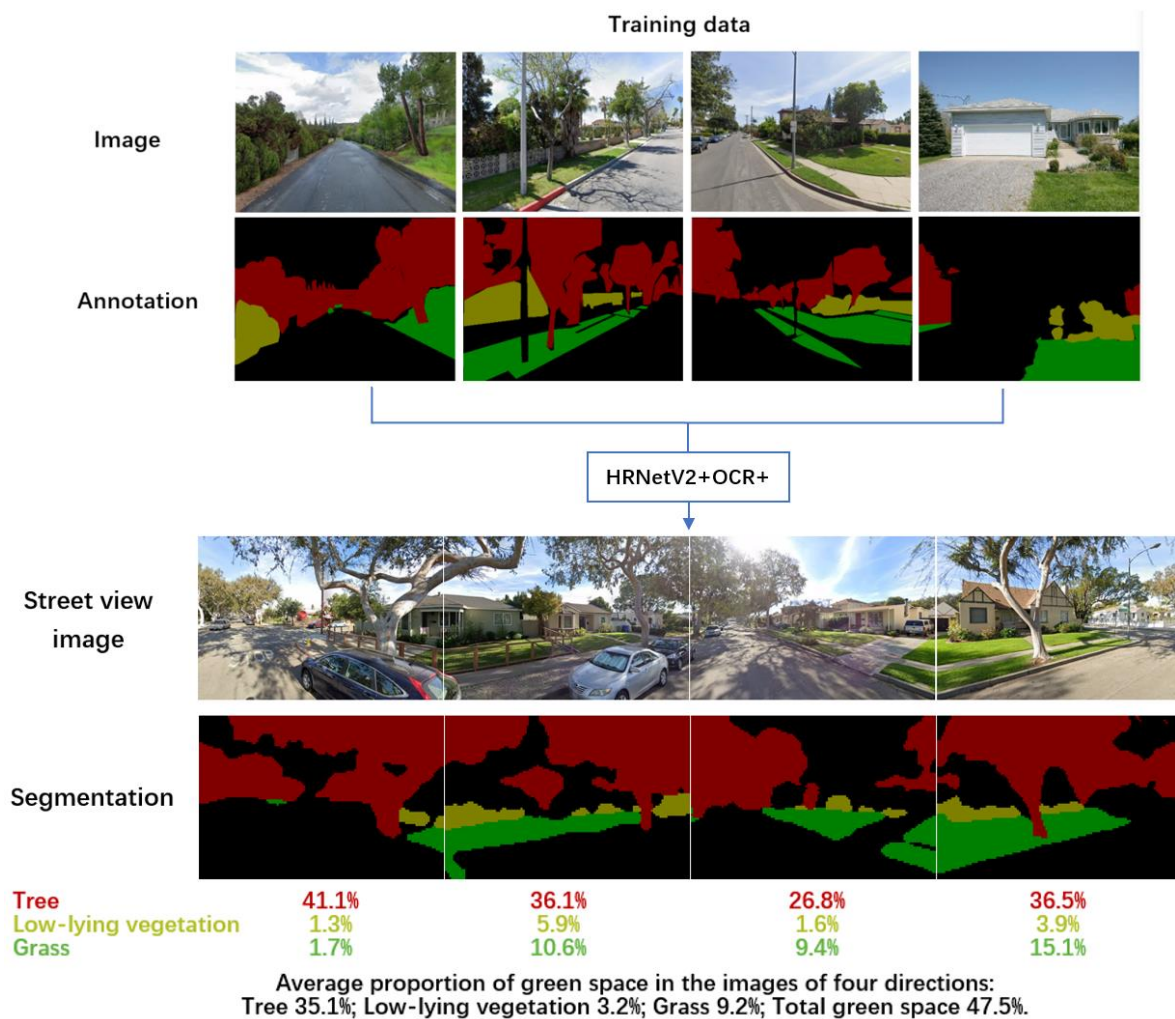 Training data
Image
Annotation
HRNetV2+OCR+
Street view
image
Segmentation
Tree 41.1% 36.1% 26.8% 36.5%
Low-lying vegetation 1.3% 5.9% 1.6% 3.9%
Grass 1.7% 10.6% 9.4% 15.1%
Average proportion of green space in the images of four directions:
Tree 35.1%; Low-lying vegetation 3.2%; Grass 9.2%; Total green space 47.5%.